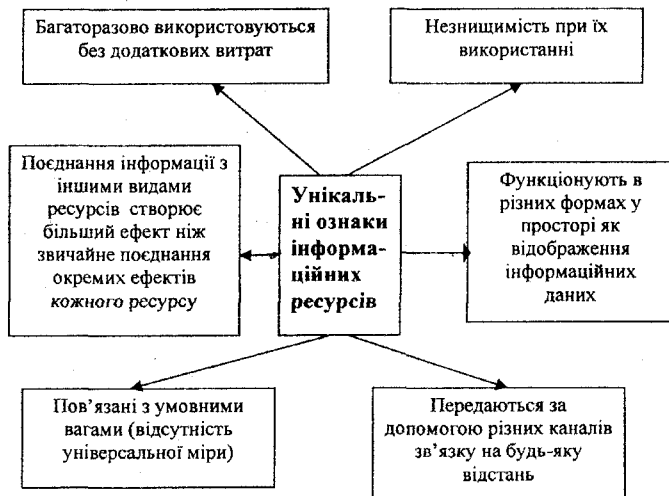 Багаторазово використовуються
без додаткових витрат
Незнищимість при їх
використанні
Поєднання інформації з
іншими видами
ресурсів створює
більший ефект ніж
звичайне поєднання
окремих ефектів
кожного ресурсу
Унікаль-
ні ознаки
інформа-
ційних
ресурсів
Функціонують в
різних формах у
просторі як
відображення
інформаційних
даних
Пов’язані з умовними
вагами (відсутність
універсальної міри)
Передаються за
допомогою різних каналів
зв’язку на будь-яку
відстань